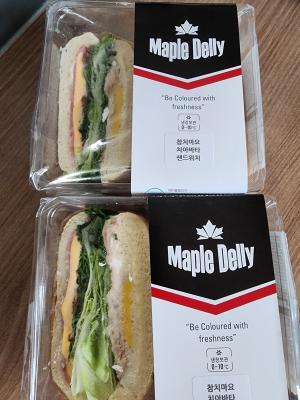 Maple Delly
"Be Coloured with
freshness"
냉장보관
0~10℃
참치마요
치아바타
샌드위치
Maple Delly
"Be Coloured with
freshness"
냉장보관
0~10℃
참치마요
치아바타